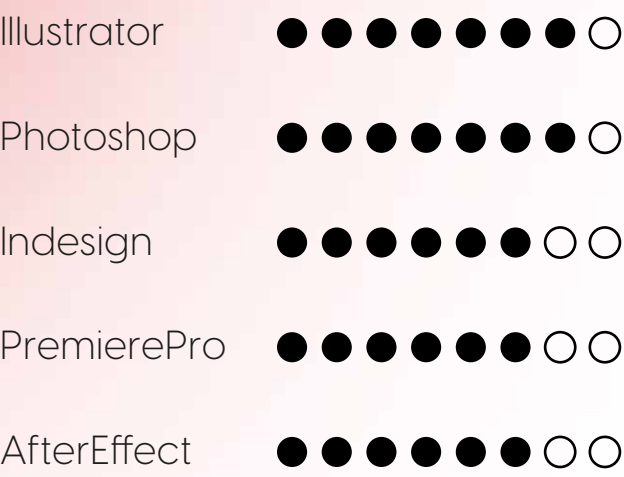 Illustrator
Photoshop
Indesign
PremierePro
AfterEffect